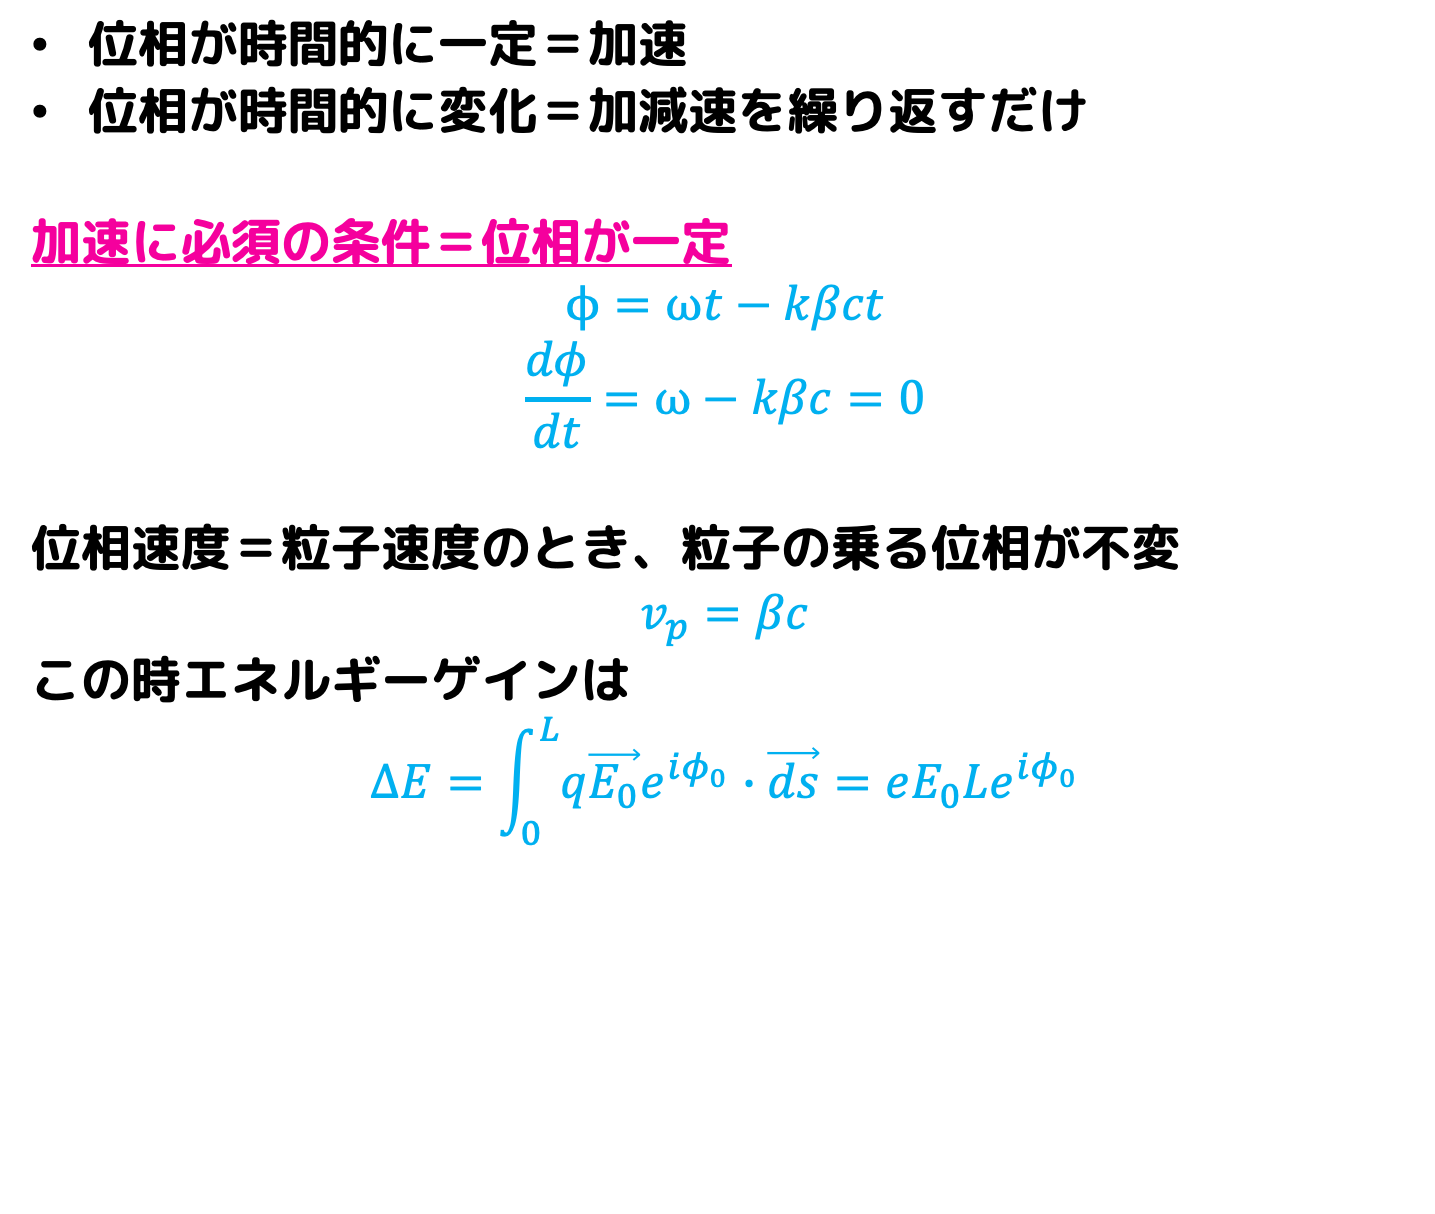 • 位相が時間的に一定＝加速
• 位相が時間的に変化＝加減速を繰り返すだけ
加速に必須の条件＝位相が一定
ϕ = ωt − kβct
dϕ/dt = ω − kβc = 0
位相速度＝粒子速度のとき、粒子の乗る位相が不変
v_p = βc
この時エネルギーゲインは
ΔE = ∫_0^L q\vec{E_0}e^{iϕ_0} · \vec{ds} = eE_0Le^{iϕ_0}